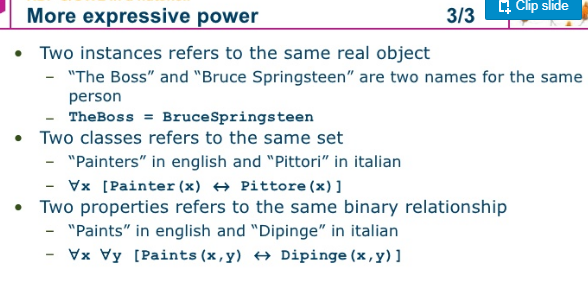 More expressive power
3/3
Clip slide
• Two instances refers to the same real object
– “The Boss” and “Bruce Springsteen” are two names for the same
person
– TheBoss = BruceSpringsteen
• Two classes refers to the same set
– “Painters” in english and “Pittori” in italian
– ∀x [Painter(x) ↔ Pittore(x)]
• Two properties refers to the same binary relationship
– “Paints” in english and “Dipinge” in italian
– ∀x ∀y [Paints(x,y) ↔ Dipinge(x,y)]